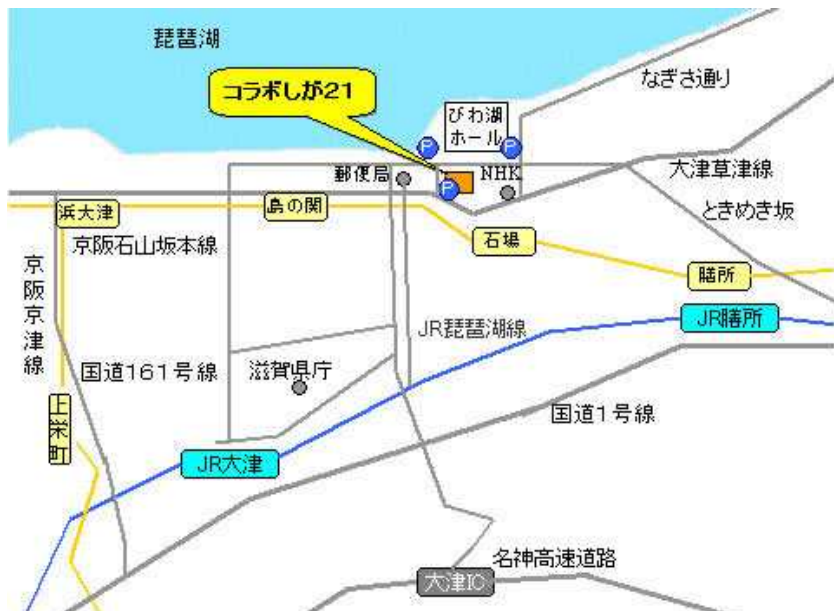 琵琶湖
コラボしが21
なぎさ通り
びわ湖
ホール
P
P
郵便局
P
NHK
大津草津線
浜大津
島の関
ときめき坂
京阪石山坂本線
石場
京阪京津線
膳所
JR琵琶湖線
JR膳所
国道161号線
滋賀県庁
上栄町
国道1号線
JR大津
名神高速道路
大津IC